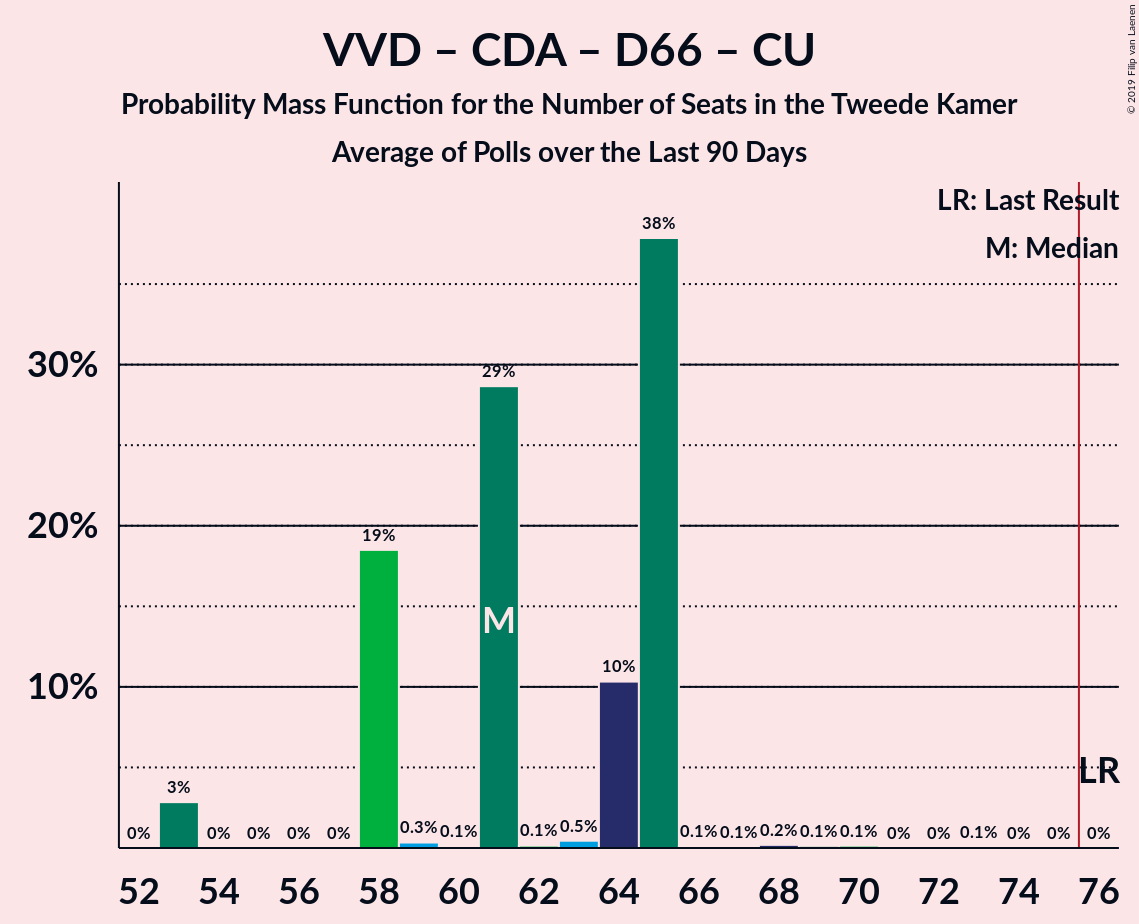 VVD – CDA – D66 – CU
Probability Mass Function for the Number of Seats in the Tweede Kamer
Average of Polls over the Last 90 Days
© 2019 Filip van Laenen
LR: Last Result
M: Median
30%
20%
10%
0% 3% 0% 0% 0% 0% 19% 0.3% 0.1% 29% 0.1% 0.5% 10% 38% 0.1% 0.1% 0.2% 0.1% 0.1% 0% 0% 0.1% 0% 0% 0%
M
LR
52 54 56 58 60 62 64 66 68 70 72 74 76